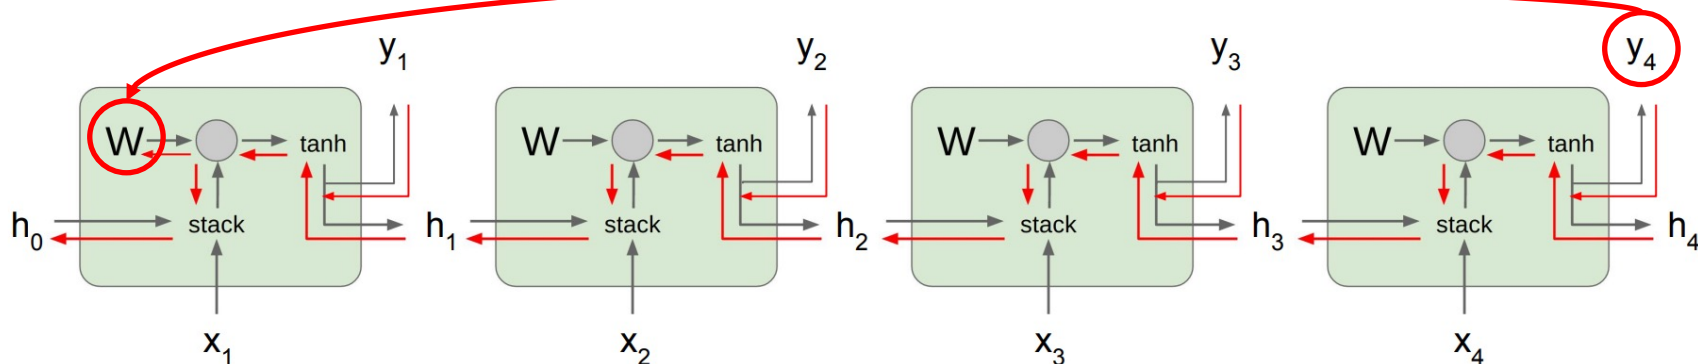 y1 y2 y3 y4
W tanh W tanh W tanh W tanh
h0 stack h1 stack h2 stack h3 stack h4
x1 x2 x3 x4